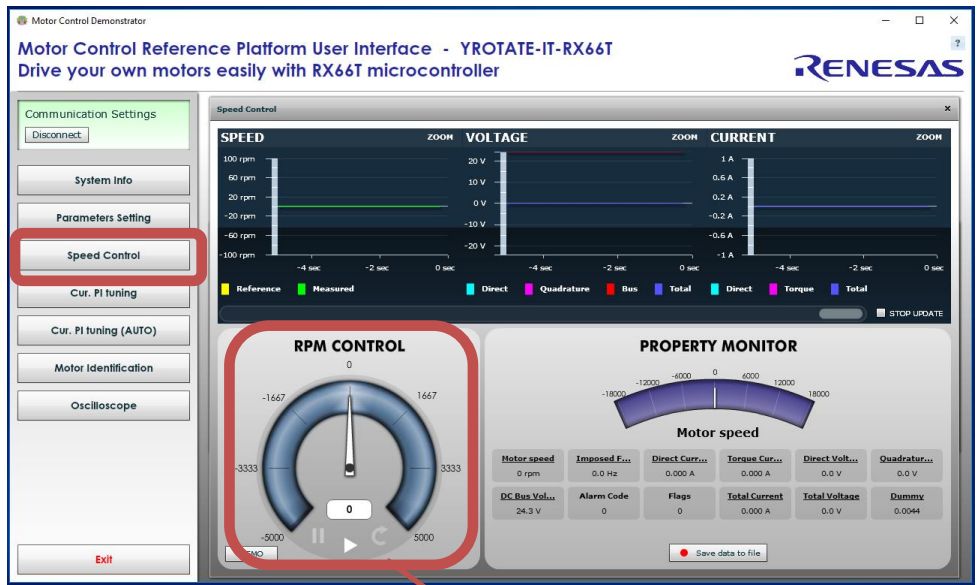 Motor Control Demonstrator
?
Motor Control Reference Platform User Interface - YROTATE-IT-RX66T
Drive your own motors easily with RX66T microcontroller
RENESAS
Communication Settings
Disconnect
System Info
Parameters Setting
Speed Control
Cur. PI tuning
Cur. PI tuning (AUTO)
Motor Identification
Oscilloscope
Exit
Speed Control
SPEED ZOOM
100 rpm
60 rpm
20 rpm
-20 rpm
-60 rpm
-100 rpm
-4 sec -2 sec 0 sec
Reference Measured
VOLTAGE ZOOM
20 V
10 V
0 V
-10 V
-20 V
-4 sec -2 sec 0 sec
Direct Quadrature Bus Total
CURRENT ZOOM
1 A
0.6 A
0.2 A
-0.2 A
-0.6 A
-1 A
-4 sec -2 sec 0 sec
Direct Torque Total
STOP UPDATE
RPM CONTROL
0
-1667 1667
-3333 3333
-5000 5000
0
PROPERTY MONITOR
-18000 -12000 -6000 0 6000 12000 18000
Motor speed
Motor speed Imposed F... Direct Curr... Torque Cur... Direct Volt... Quadratur...
0 rpm 0.0 Hz 0.000 A 0.000 A 0.0 V 0.0 V
DC Bus Vol... Alarm Code Flags Total Current Total Voltage Dummy
24.3 V 0 0 0.000 A 0.0 V 0.0044
Save data to file